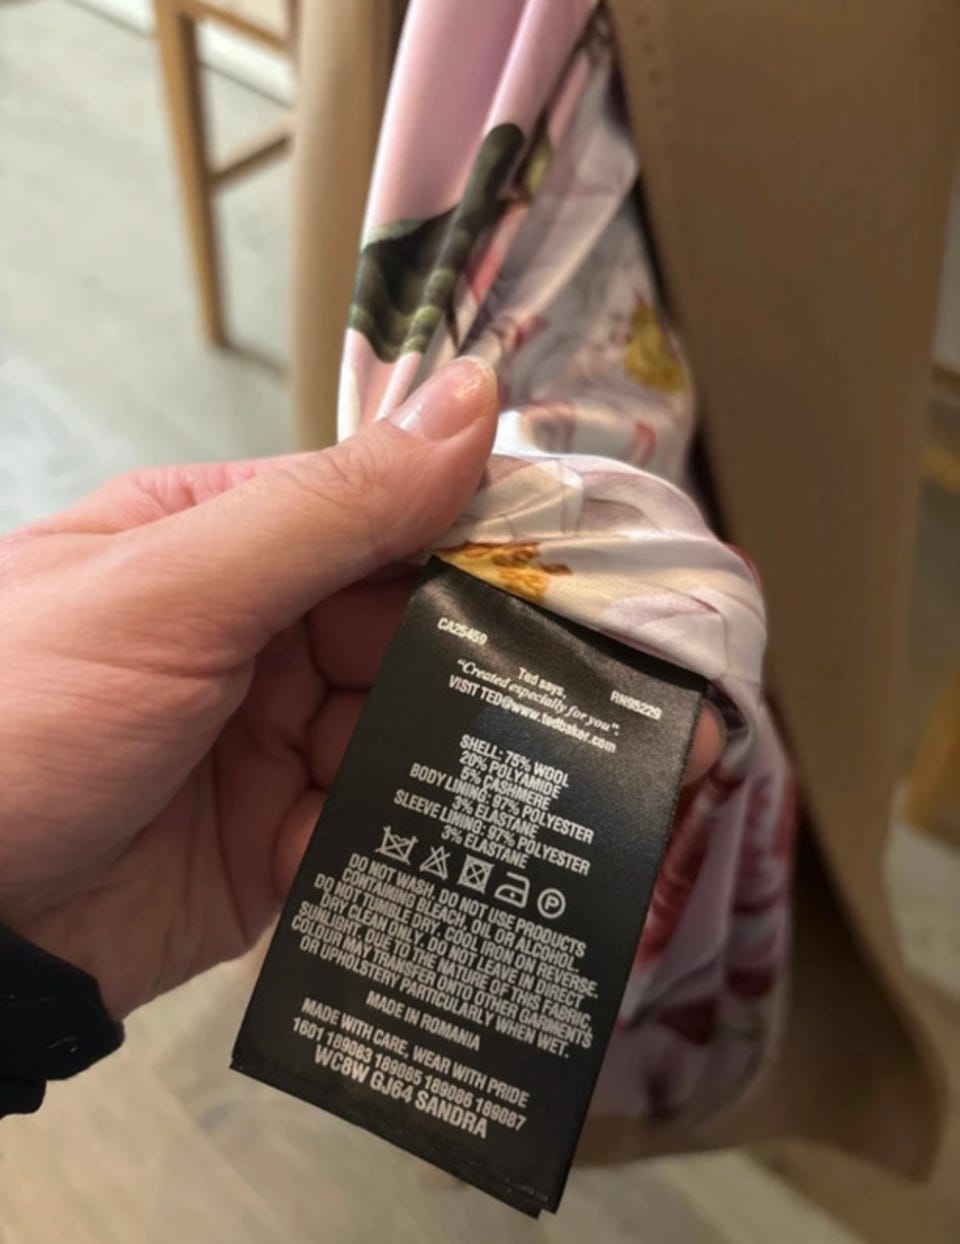 CA25459
RN95229
Ted says,
"Created especially for you".
VISIT TED@www.tedbaker.com
SHELL: 75% WOOL
20% POLYAMIDE
5% CASHMERE
BODY LINING: 97% POLYESTER
3% ELASTANE
SLEEVE LINING: 97% POLYESTER
3% ELASTANE
P
DO NOT WASH, DO NOT USE PRODUCTS
CONTAINING BLEACH, OIL OR ALCOHOL.
DO NOT TUMBLE DRY. COOL IRON ON REVERSE.
DRY CLEAN ONLY. DO NOT LEAVE IN DIRECT
SUNLIGHT. DUE TO THE NATURE OF THIS FABRIC,
COLOUR MAY TRANSFER ONTO OTHER GARMENTS
OR UPHOLSTERY PARTICULARLY WHEN WET.
MADE IN ROMANIA
MADE WITH CARE, WEAR WITH PRIDE
1601 189083 189085 189086 189087
WC8W GJ64 SANDRA